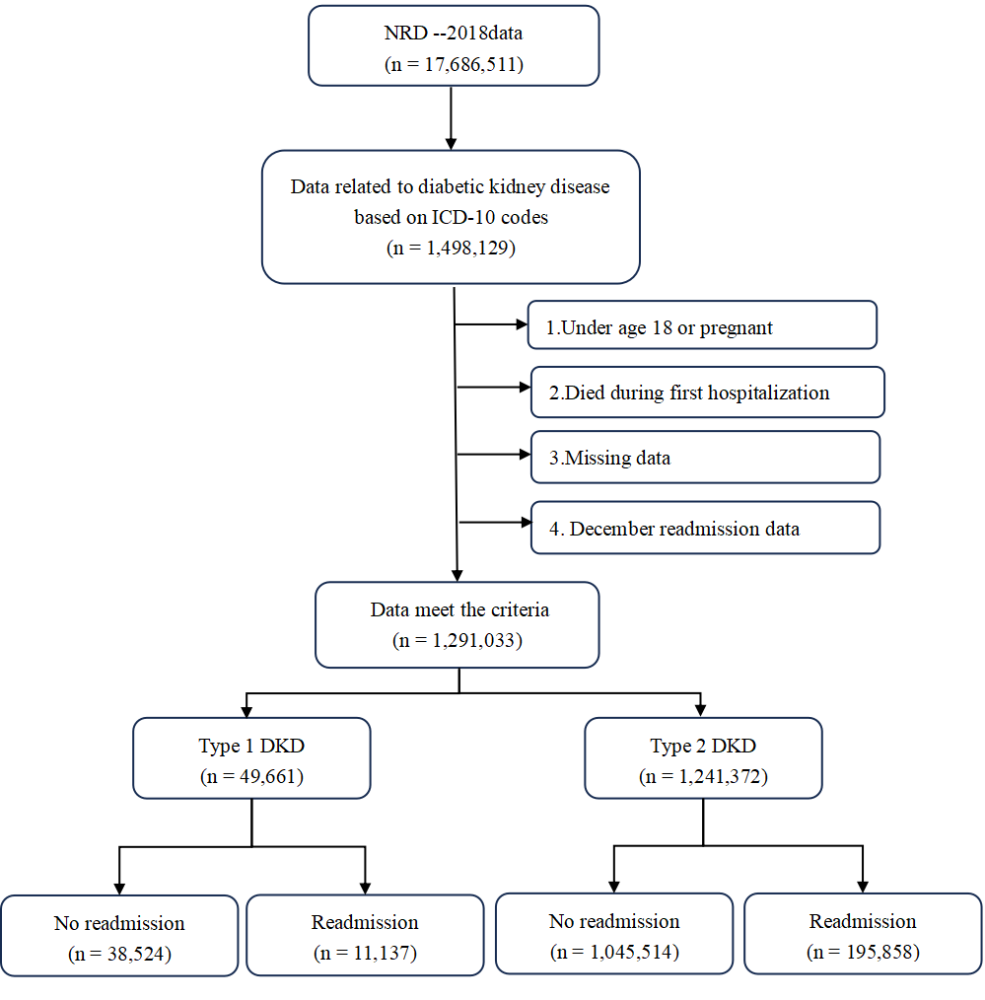 NRD --2018data
(n = 17,686,511)
Data related to diabetic kidney disease
based on ICD-10 codes
(n = 1,498,129)
1.Under age 18 or pregnant
2.Died during first hospitalization
3.Missing data
4. December readmission data
Data meet the criteria
(n = 1,291,033)
Type 1 DKD
(n = 49,661)
Type 2 DKD
(n = 1,241,372)
No readmission
(n = 38,524)
Readmission
(n = 11,137)
No readmission
(n = 1,045,514)
Readmission
(n = 195,858)